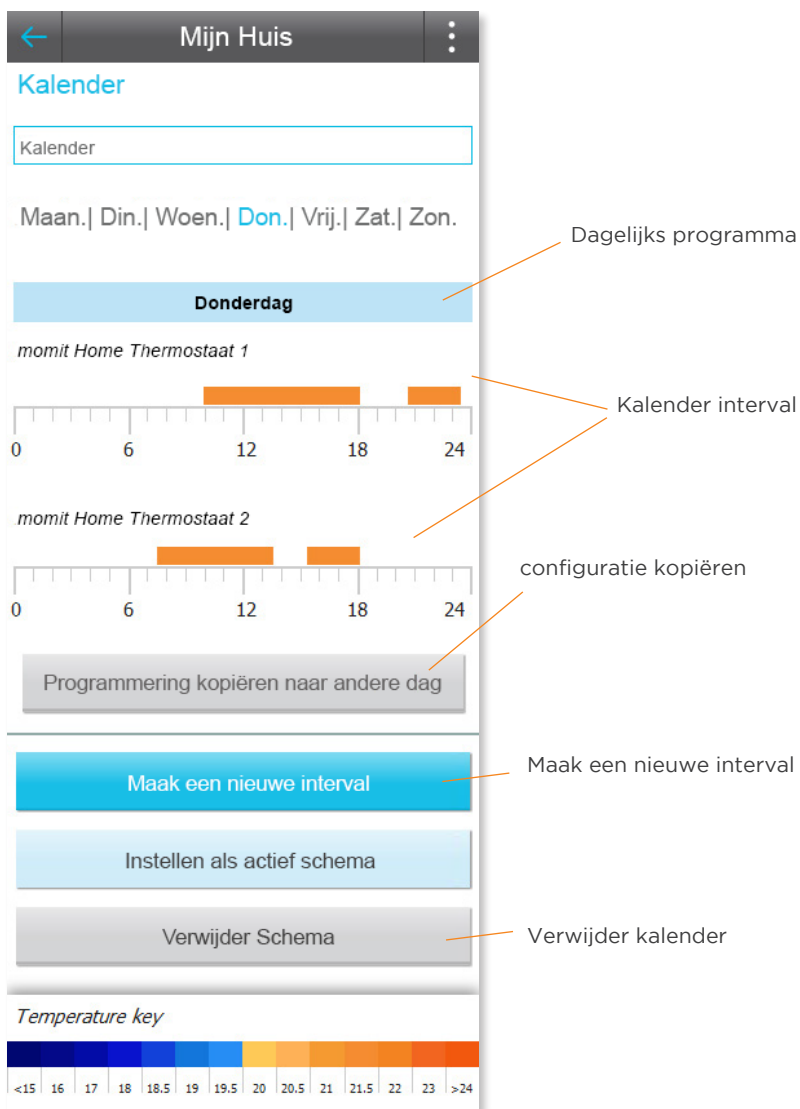 Mijn Huis
Kalender
Kalender
Maan.| Din.| Woen.| Don.| Vrij.| Zat.| Zon.
Dagelijks programma
Donderdag
momit Home Thermostaat 1
Kalender interval
0 6 12 18 24
momit Home Thermostaat 2
0 6 12 18 24
configuratie kopiëren
Programmering kopiëren naar andere dag
Maak een nieuwe interval
Maak een nieuwe interval
Instellen als actief schema
Verwijder Schema
Verwijder kalender
Temperature key
<15 16 17 18 18.5 19 19.5 20 20.5 21 21.5 22 23 >24